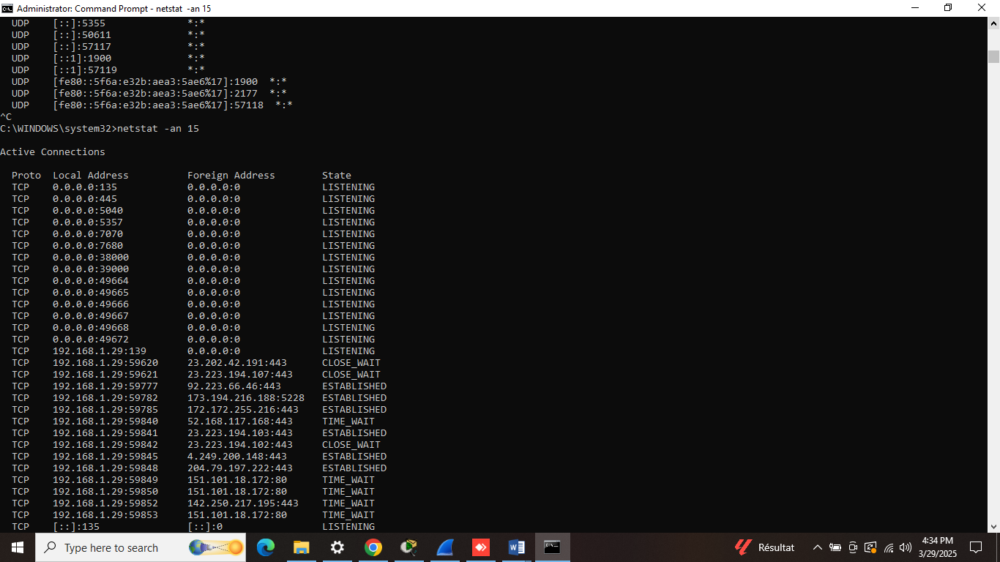 Administrator: Command Prompt - netstat  -an 15
  UDP    [::]:5355              *:*
  UDP    [::]:50611             *:*
  UDP    [::]:57117             *:*
  UDP    [::1]:1900             *:*
  UDP    [::1]:57119            *:*
  UDP    [fe80::5f6a:e32b:aea3:5ae6%17]:1900  *:*
  UDP    [fe80::5f6a:e32b:aea3:5ae6%17]:2177  *:*
  UDP    [fe80::5f6a:e32b:aea3:5ae6%17]:57118  *:*
^C
C:\WINDOWS\system32>netstat -an 15
Active Connections
  Proto  Local Address          Foreign Address        State
  TCP    0.0.0.0:135            0.0.0.0:0              LISTENING
  TCP    0.0.0.0:445            0.0.0.0:0              LISTENING
  TCP    0.0.0.0:5040           0.0.0.0:0              LISTENING
  TCP    0.0.0.0:5357           0.0.0.0:0              LISTENING
  TCP    0.0.0.0:7070           0.0.0.0:0              LISTENING
  TCP    0.0.0.0:7680           0.0.0.0:0              LISTENING
  TCP    0.0.0.0:38000          0.0.0.0:0              LISTENING
  TCP    0.0.0.0:39000          0.0.0.0:0              LISTENING
  TCP    0.0.0.0:49664          0.0.0.0:0              LISTENING
  TCP    0.0.0.0:49665          0.0.0.0:0              LISTENING
  TCP    0.0.0.0:49666          0.0.0.0:0              LISTENING
  TCP    0.0.0.0:49667          0.0.0.0:0              LISTENING
  TCP    0.0.0.0:49668          0.0.0.0:0              LISTENING
  TCP    0.0.0.0:49672          0.0.0.0:0              LISTENING
  TCP    192.168.1.29:139       0.0.0.0:0              LISTENING
  TCP    192.168.1.29:59620     23.202.42.191:443      CLOSE_WAIT
  TCP    192.168.1.29:59621     23.223.194.107:443     CLOSE_WAIT
  TCP    192.168.1.29:59777     92.223.66.46:443       ESTABLISHED
  TCP    192.168.1.29:59782     173.194.216.188:5228   ESTABLISHED
  TCP    192.168.1.29:59785     172.172.255.216:443    ESTABLISHED
  TCP    192.168.1.29:59840     52.168.117.168:443     TIME_WAIT
  TCP    192.168.1.29:59841     23.223.194.103:443     ESTABLISHED
  TCP    192.168.1.29:59842     23.223.194.102:443     CLOSE_WAIT
  TCP    192.168.1.29:59845     4.249.200.148:443      ESTABLISHED
  TCP    192.168.1.29:59848     204.79.197.222:443     ESTABLISHED
  TCP    192.168.1.29:59849     151.101.18.172:80      TIME_WAIT
  TCP    192.168.1.29:59850     151.101.18.172:80      TIME_WAIT
  TCP    192.168.1.29:59852     142.250.217.195:443    TIME_WAIT
  TCP    192.168.1.29:59853     151.101.18.172:80      TIME_WAIT
  TCP    [::]:135               [::]:0                 LISTENING
Type here to search
Résultat
4:34 PM
3/29/2025